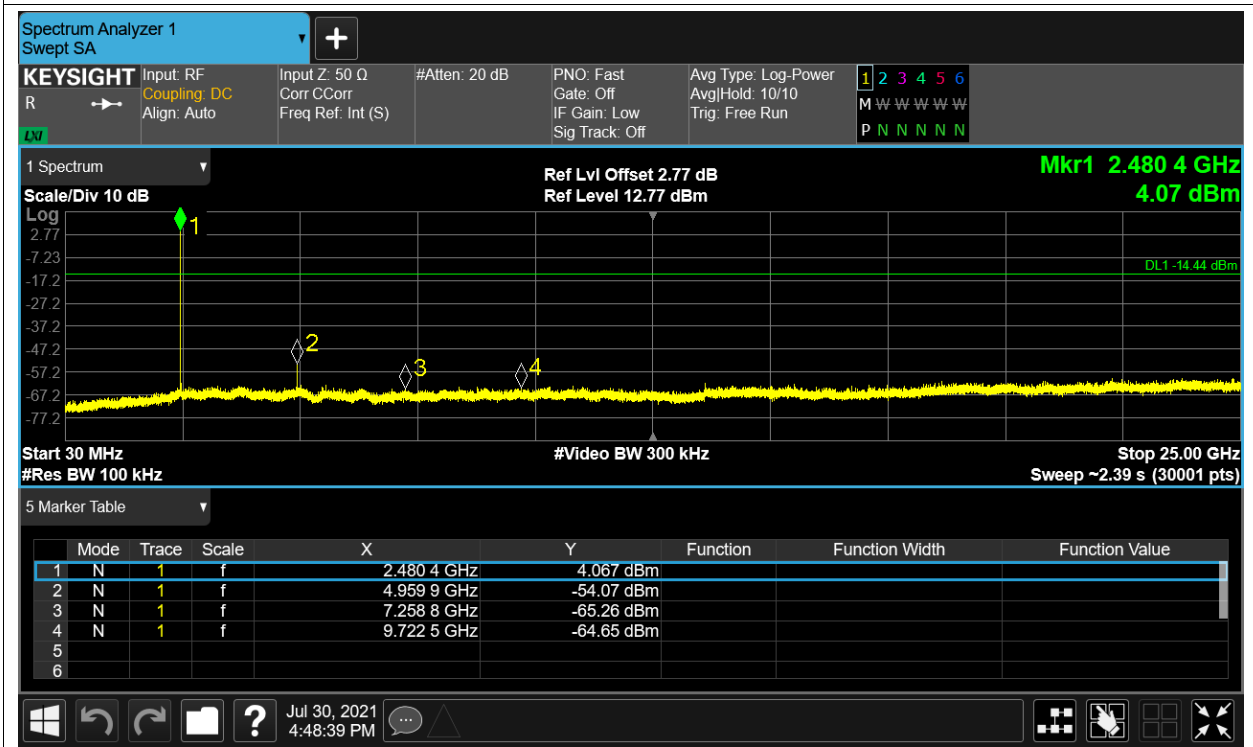 Spectrum Analyzer 1
Swept SA
KEYSIGHT Input: RF Input Z: 50 Ω #Atten: 20 dB PNO: Fast Avg Type: Log-Power 1 2 3 4 5 6
R Coupling: DC Corr CCorr Gate: Off Avg|Hold: 10/10 M W W W W W
Align: Auto Freq Ref: Int (S) IF Gain: Low Trig: Free Run
LXI Sig Track: Off P N N N N N
1 Spectrum Ref Lvl Offset 2.77 dB Mkr1 2.480 4 GHz
Scale/Div 10 dB Ref Level 12.77 dBm 4.07 dBm
Log
1
2.77
-7.23
DL1 -14.44 dBm
-17.2
-27.2
-37.2
2
-47.2
3 4
-57.2
-67.2
-77.2
Start 30 MHz #Video BW 300 kHz Stop 25.00 GHz
#Res BW 100 kHz Sweep ~2.39 s (30001 pts)
5 Marker Table
Mode Trace Scale X Y Function Function Width Function Value
1 N 1 f 2.480 4 GHz 4.067 dBm
2 N 1 f 4.959 9 GHz -54.07 dBm
3 N 1 f 7.258 8 GHz -65.26 dBm
4 N 1 f 9.722 5 GHz -64.65 dBm
5
6
? Jul 30, 2021
4:48:39 PM